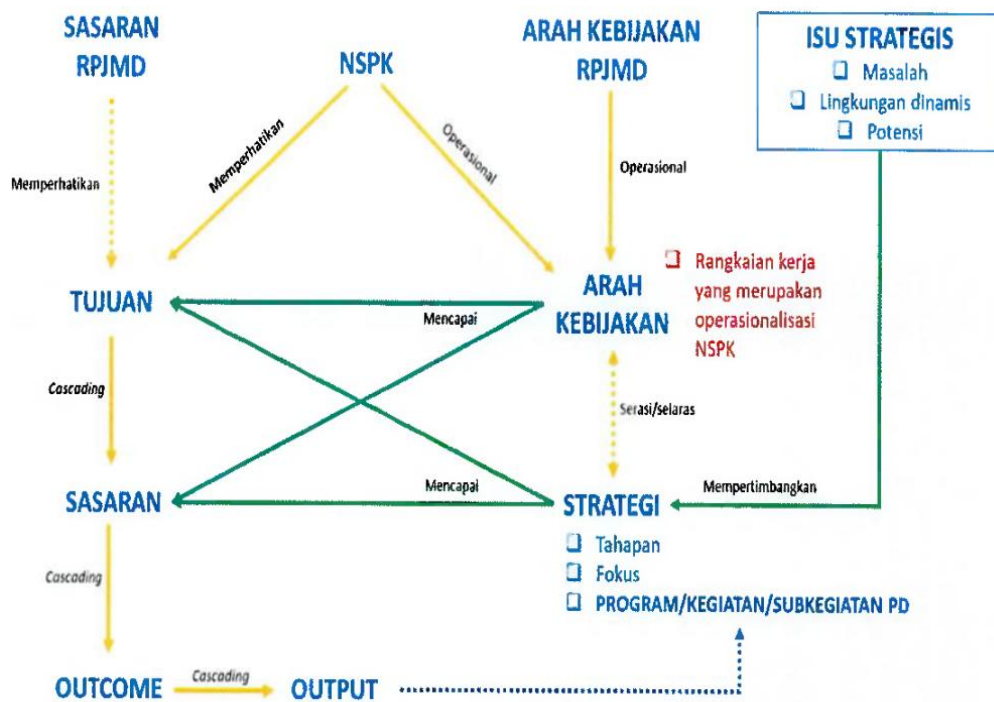 SASARAN
RPJMD
NSPK
ARAH KEBIJAKAN
RPJMD
ISU STRATEGIS
Masalah
Lingkungan dinamis
Potensi
Memperhatikan
Memperhatikan
Operasional
Operasional
TUJUAN
Mencapai
ARAH
KEBIJAKAN
Rangkaian kerja
yang merupakan
operasionalisasi
NSPK
Cascading
Serasi/selaras
SASARAN
Mencapai
STRATEGI
Mempertimbangkan
Tahapan
Fokus
PROGRAM/KEGIATAN/SUBKEGIATAN PD
Cascading
OUTCOME
Cascading
OUTPUT